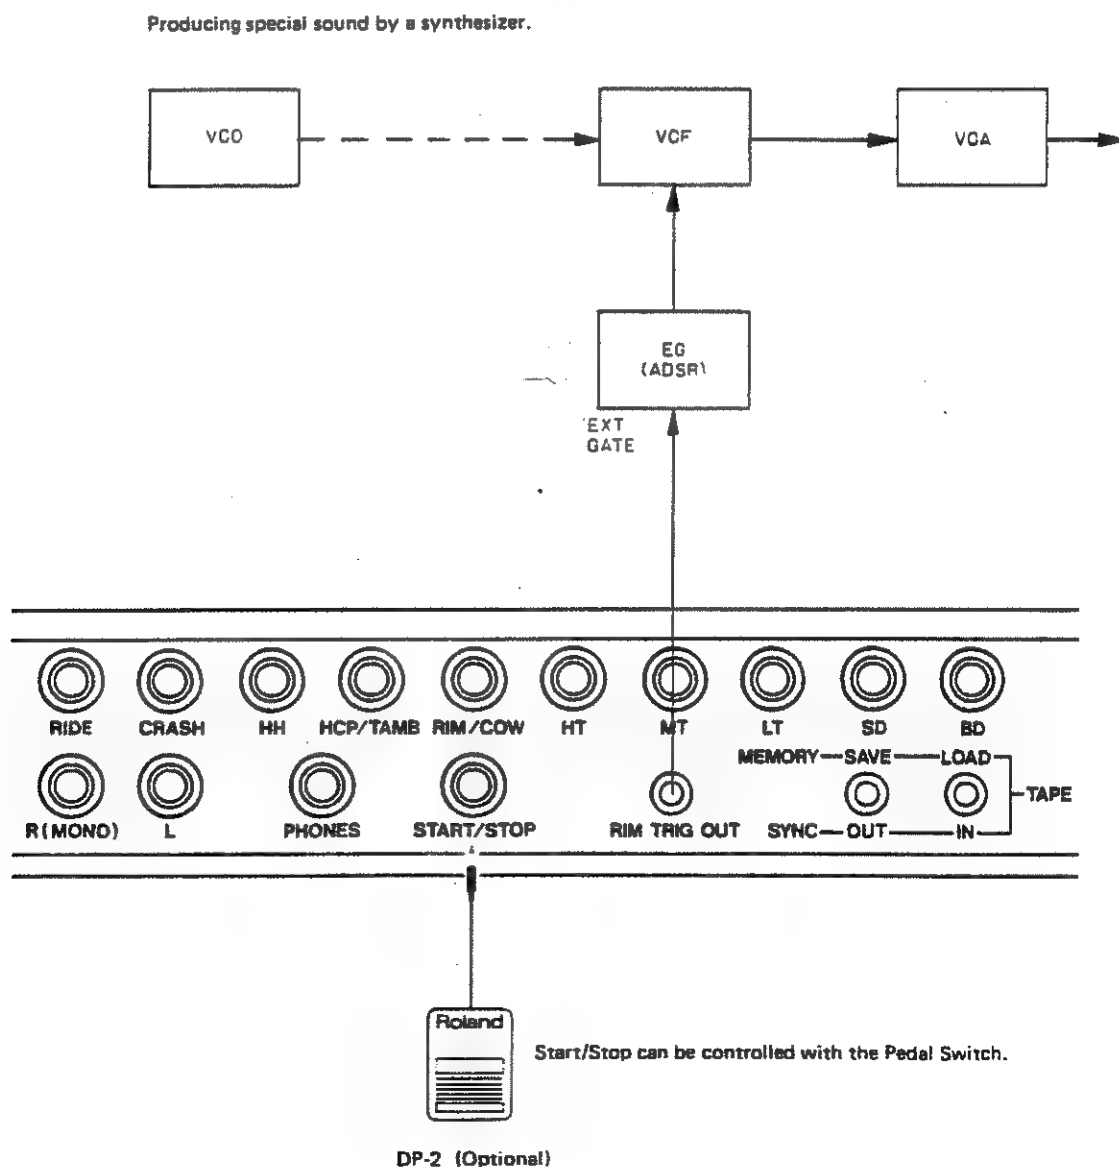 Producing special sound by a synthesizer.
VCO
VCF
VCA
EG
(ADSR)
EXT
GATE
RIDE CRASH HH HCP/TAMB RIM/COW HT MT LT SD BD
MEMORY SAVE LOAD
TAPE
R(MONO) L PHONES START/STOP RIM TRIG OUT SYNC OUT IN
Roland
Start/Stop can be controlled with the Pedal Switch.
DP-2 (Optional)